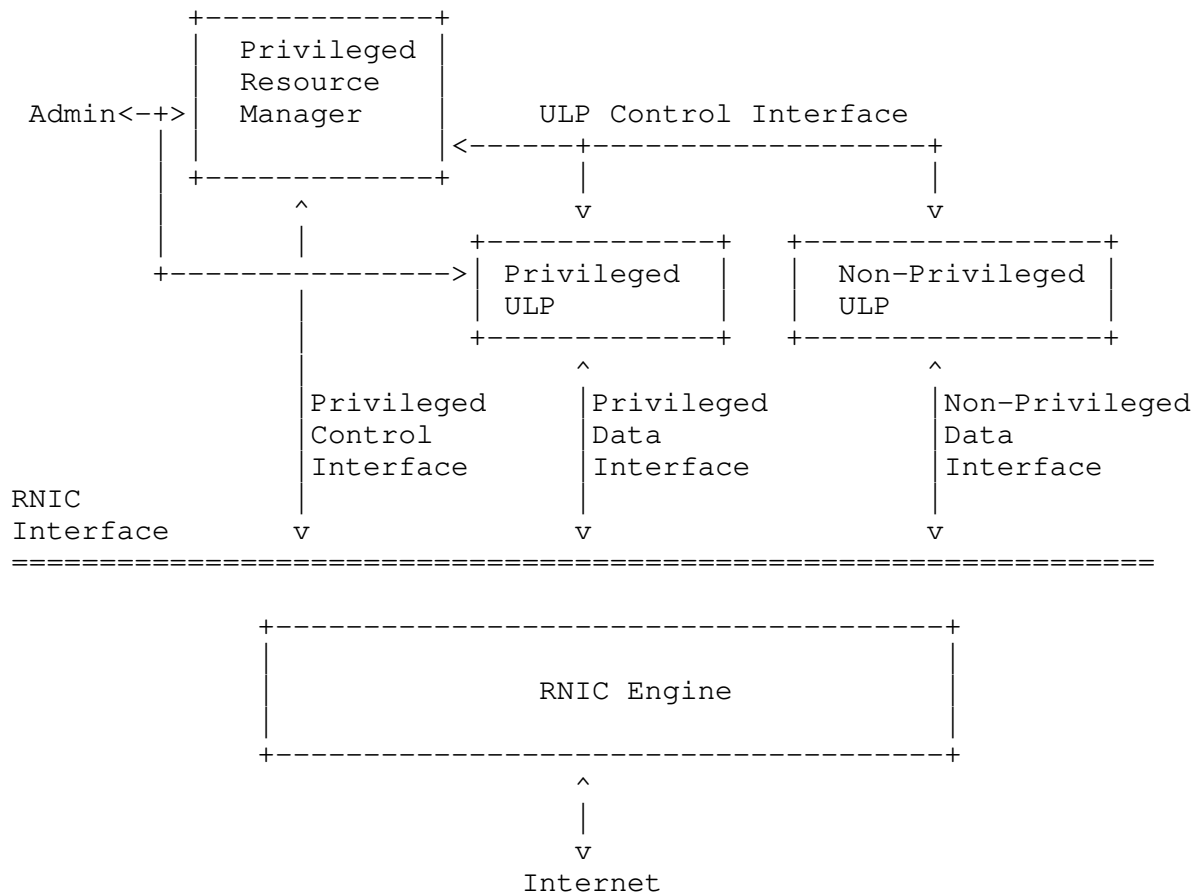 Privileged
Resource
Admin<-+> Manager ULP Control Interface
Privileged Non-Privileged
ULP ULP
Privileged Privileged Non-Privileged
Control Data Data
Interface Interface Interface
RNIC
Interface
RNIC Engine
Internet